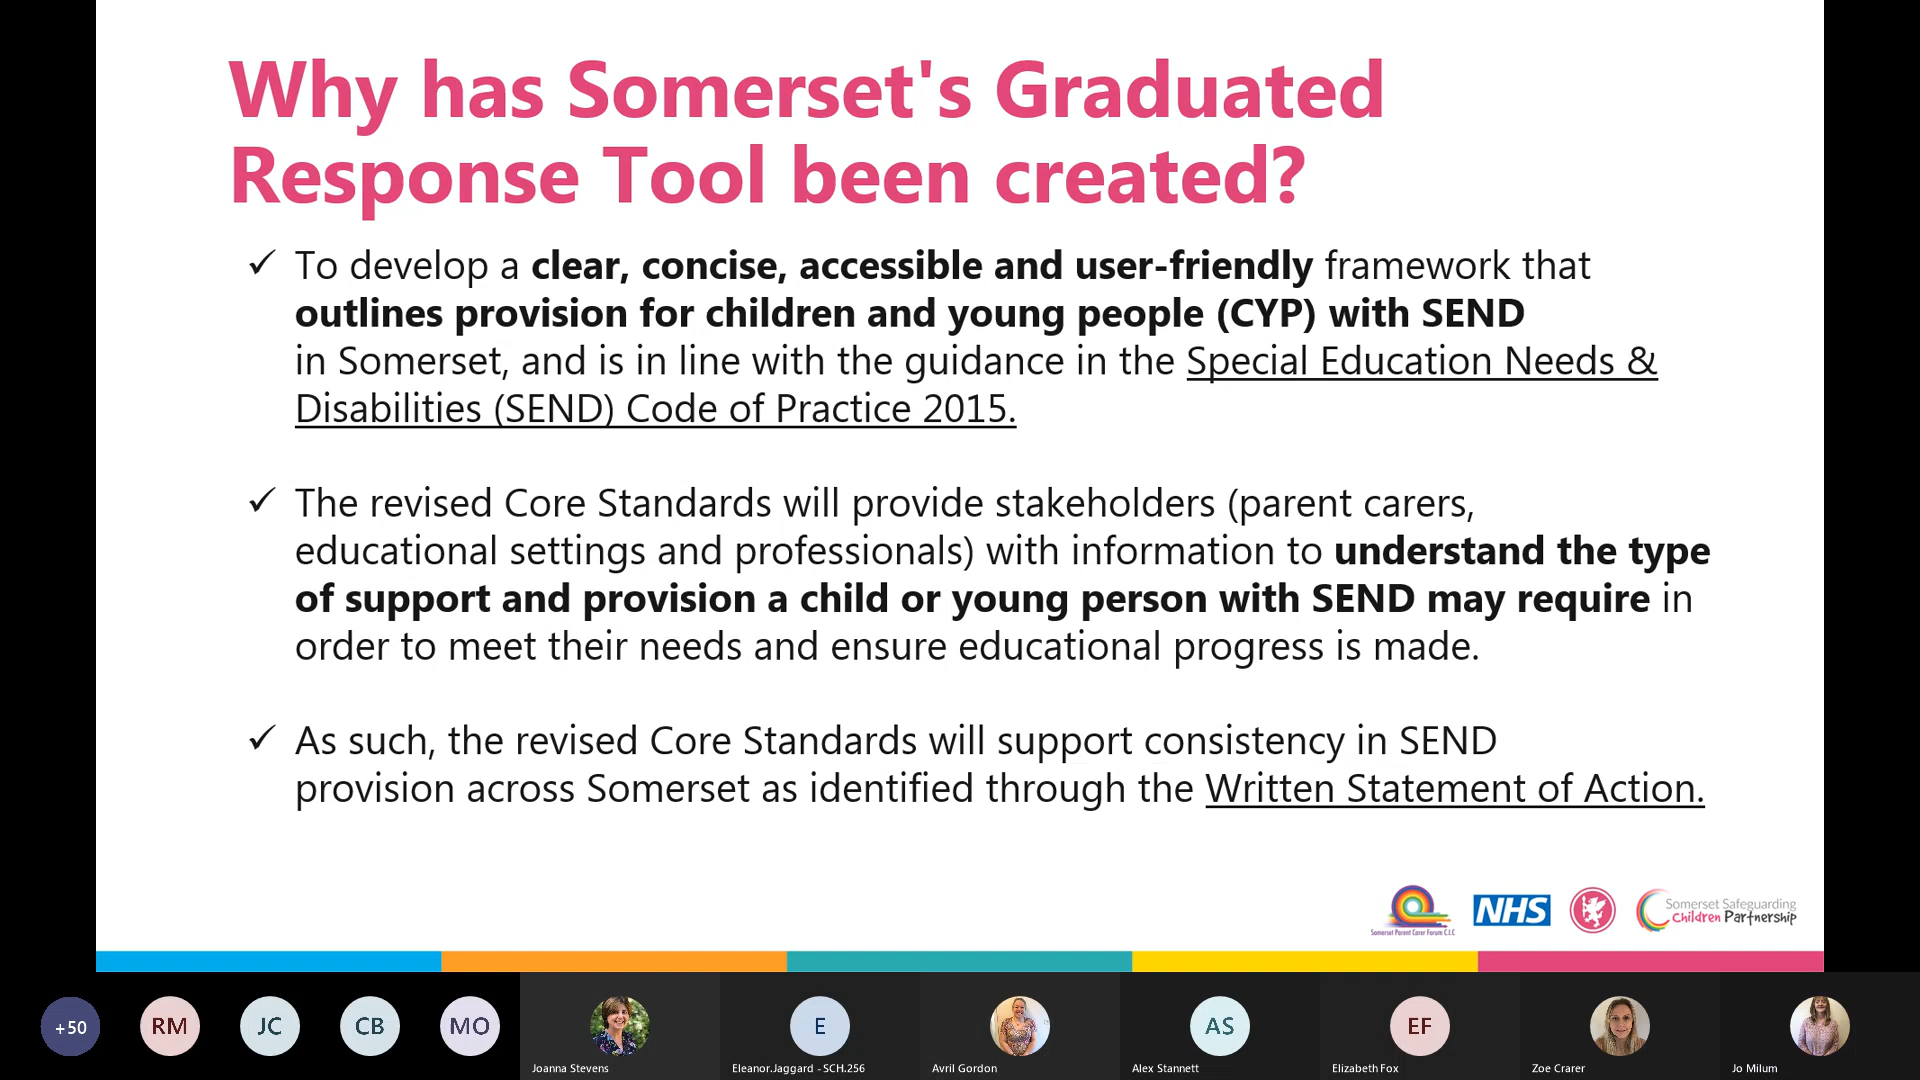 Why has Somerset's Graduated
Response Tool been created?
✓ To develop a clear, concise, accessible and user-friendly framework that
outlines provision for children and young people (CYP) with SEND
in Somerset, and is in line with the guidance in the Special Education Needs &
Disabilities (SEND) Code of Practice 2015.
✓ The revised Core Standards will provide stakeholders (parent carers,
educational settings and professionals) with information to understand the type
of support and provision a child or young person with SEND may require in
order to meet their needs and ensure educational progress is made.
✓ As such, the revised Core Standards will support consistency in SEND
provision across Somerset as identified through the Written Statement of Action.
Somerset Parent Carer Forum C.I.C
NHS
Somerset Safeguarding
Children Partnership
+50
RM
JC
CB
MO
Joanna Stevens
E
Eleanor.Jaggard - SCH.256
Avril Gordon
AS
Alex Stannett
EF
Elizabeth Fox
Zoe Crarer
Jo Milum